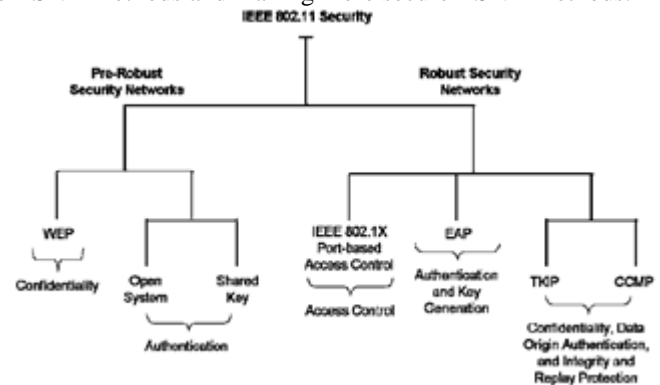 IEEE 802.11 Security
Pre-Robust
Security Networks
Robust Security
Networks
WEP
Confidentiality
Open
System
Shared
Key
Authentication
IEEE 802.1X
Port-based
Access Control
Access Control
EAP
Authentication
and Key
Generation
TKIP
CCMP
Confidentiality, Data
Origin Authentication,
and Integrity and
Replay Protection